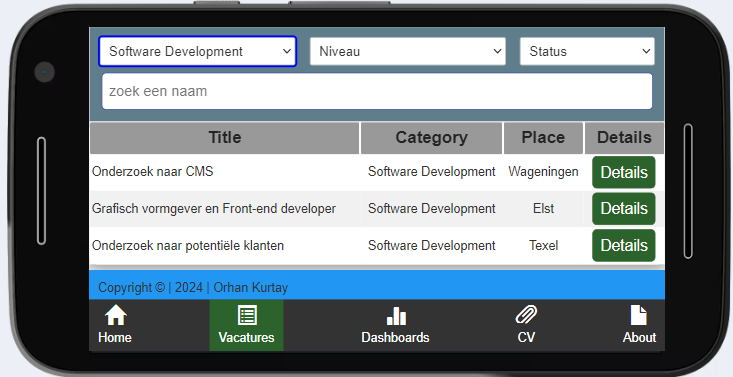 Software Development Niveau Status
zoek een naam
Title Category Place Details
Onderzoek naar CMS Software Development Wageningen Details
Grafisch vormgever en Front-end developer Software Development Elst Details
Onderzoek naar potentiële klanten Software Development Texel Details
Copyright © | 2024 | Orhan Kurtay
Home Vacatures Dashboards CV About